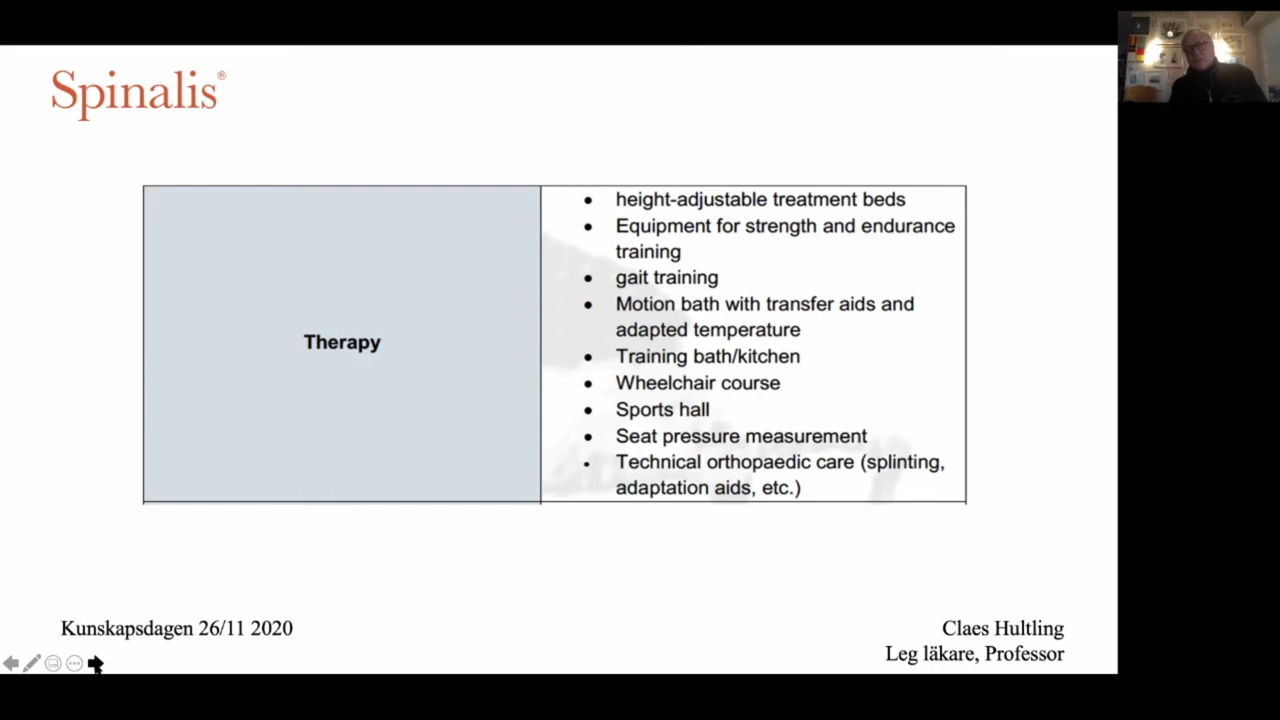 Spinalis®
Therapy
• height-adjustable treatment beds
• Equipment for strength and endurance
training
• gait training
• Motion bath with transfer aids and
adapted temperature
• Training bath/kitchen
• Wheelchair course
• Sports hall
• Seat pressure measurement
• Technical orthopaedic care (splinting,
adaptation aids, etc.)
Kunskapsdagen 26/11 2020
Claes Hultling
Leg läkare, Professor